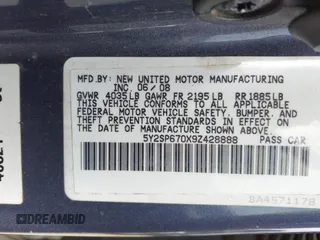 MFD. BY: NEW UNITED MOTOR MANUFACTURING
INC. 06/08
GVWR 4035LB GAWR FR 2195LB RR1885LB
THIS VEHICLE CONFORMS TO ALL APPLICABLE
FEDERAL MOTOR VEHICLE SAFETY, BUMPER, AND
THEFT PREVENTION STANDARDS IN EFFECT ON
THE DATE OF MANUFACTURE SHOWN ABOVE.
5Y2SP670X9Z428888 PASS CAR
BA4571178
DREAMBID